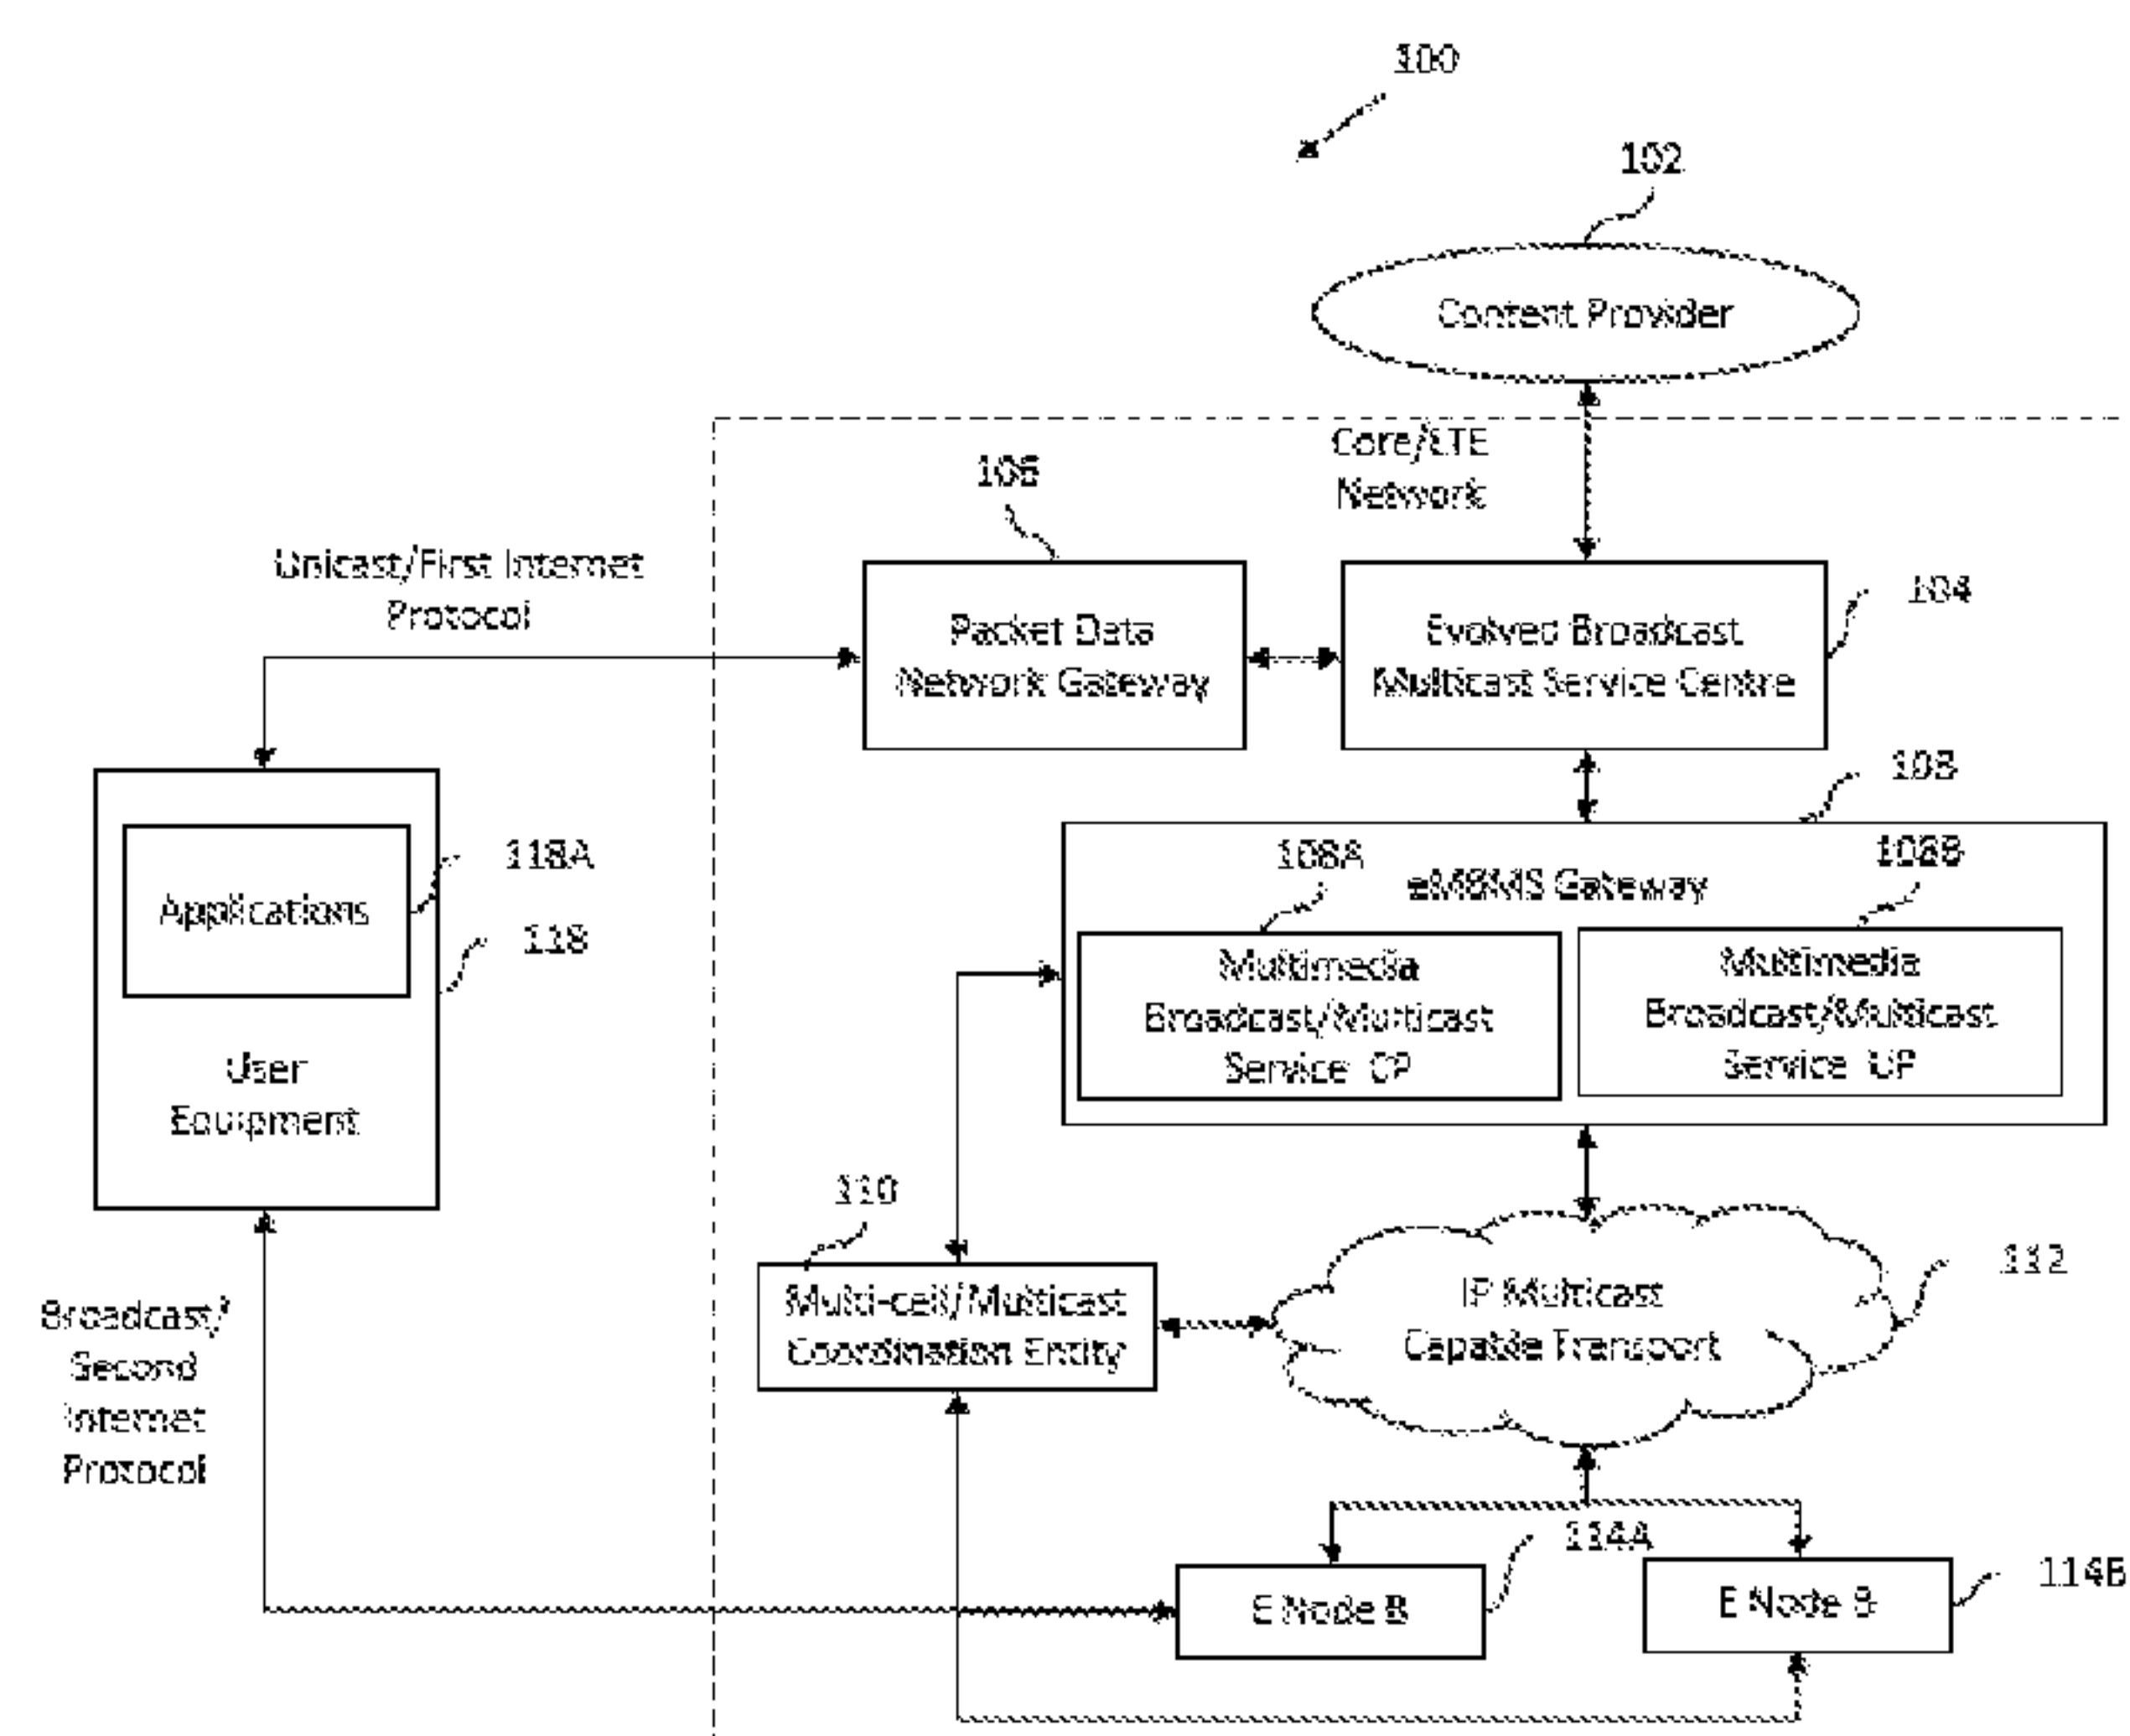 100
102
Content Provider
Core/LTE
Network
106
Unicast/First Internet
Protocol
104
Packet Data
Network Gateway
Evolved Broadcast
Multicast Service Centre
108
118A
Applications
118
User
Equipment
108A
108B
eMBMS Gateway
Multimedia
Broadcast/Multicast
Service CP
Multimedia
Broadcast/Multicast
Service UP
110
Multi-cell/Multicast
Coordination Entity
112
IP Multicast
Capable Transport
Broadcast/
Second
Internet
Protocol
114A
E Node B
114B
E Node B